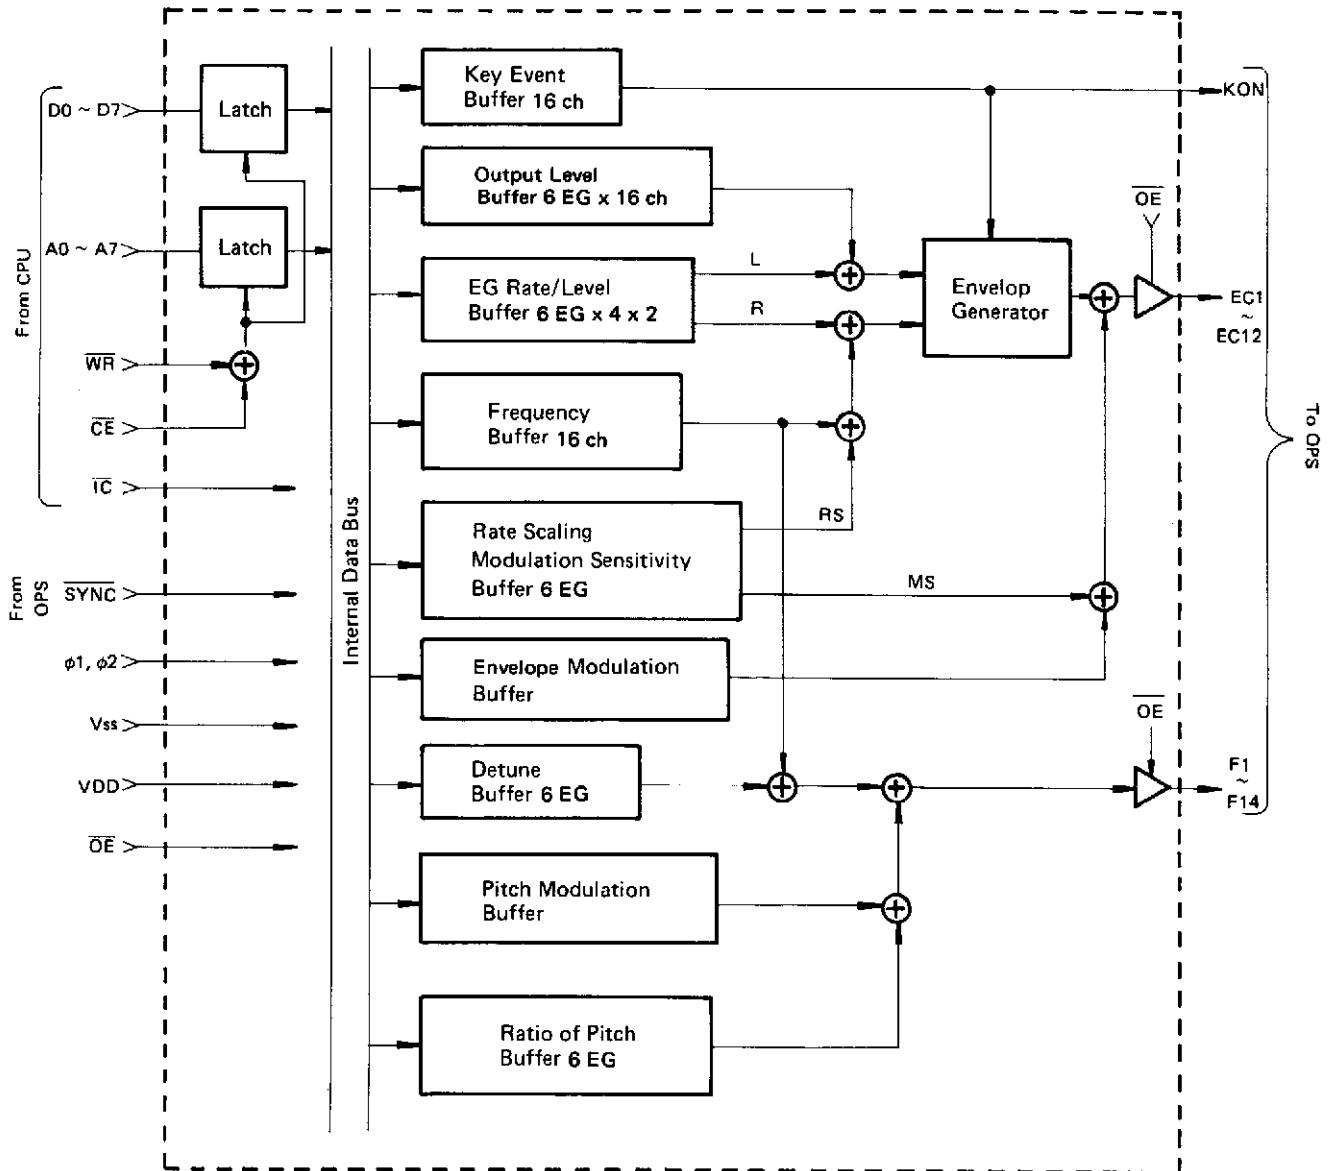 From CPU
D0 ~ D7
Latch
A0 ~ A7
Latch
WR
CE
IC
From
OPS
SYNC
φ1, φ2
Vss
VDD
OE
Internal Data Bus
Key Event
Buffer 16 ch
Output Level
Buffer 6 EG x 16 ch
EG Rate/Level
Buffer 6 EG x 4 x 2
L
R
Frequency
Buffer 16 ch
Rate Scaling
Modulation Sensitivity
Buffer 6 EG
RS
MS
Envelope Modulation
Buffer
Detune
Buffer 6 EG
Pitch Modulation
Buffer
Ratio of Pitch
Buffer 6 EG
Envelop
Generator
KON
OE
EC1
~
EC12
OE
F1
~
F14
To OPS